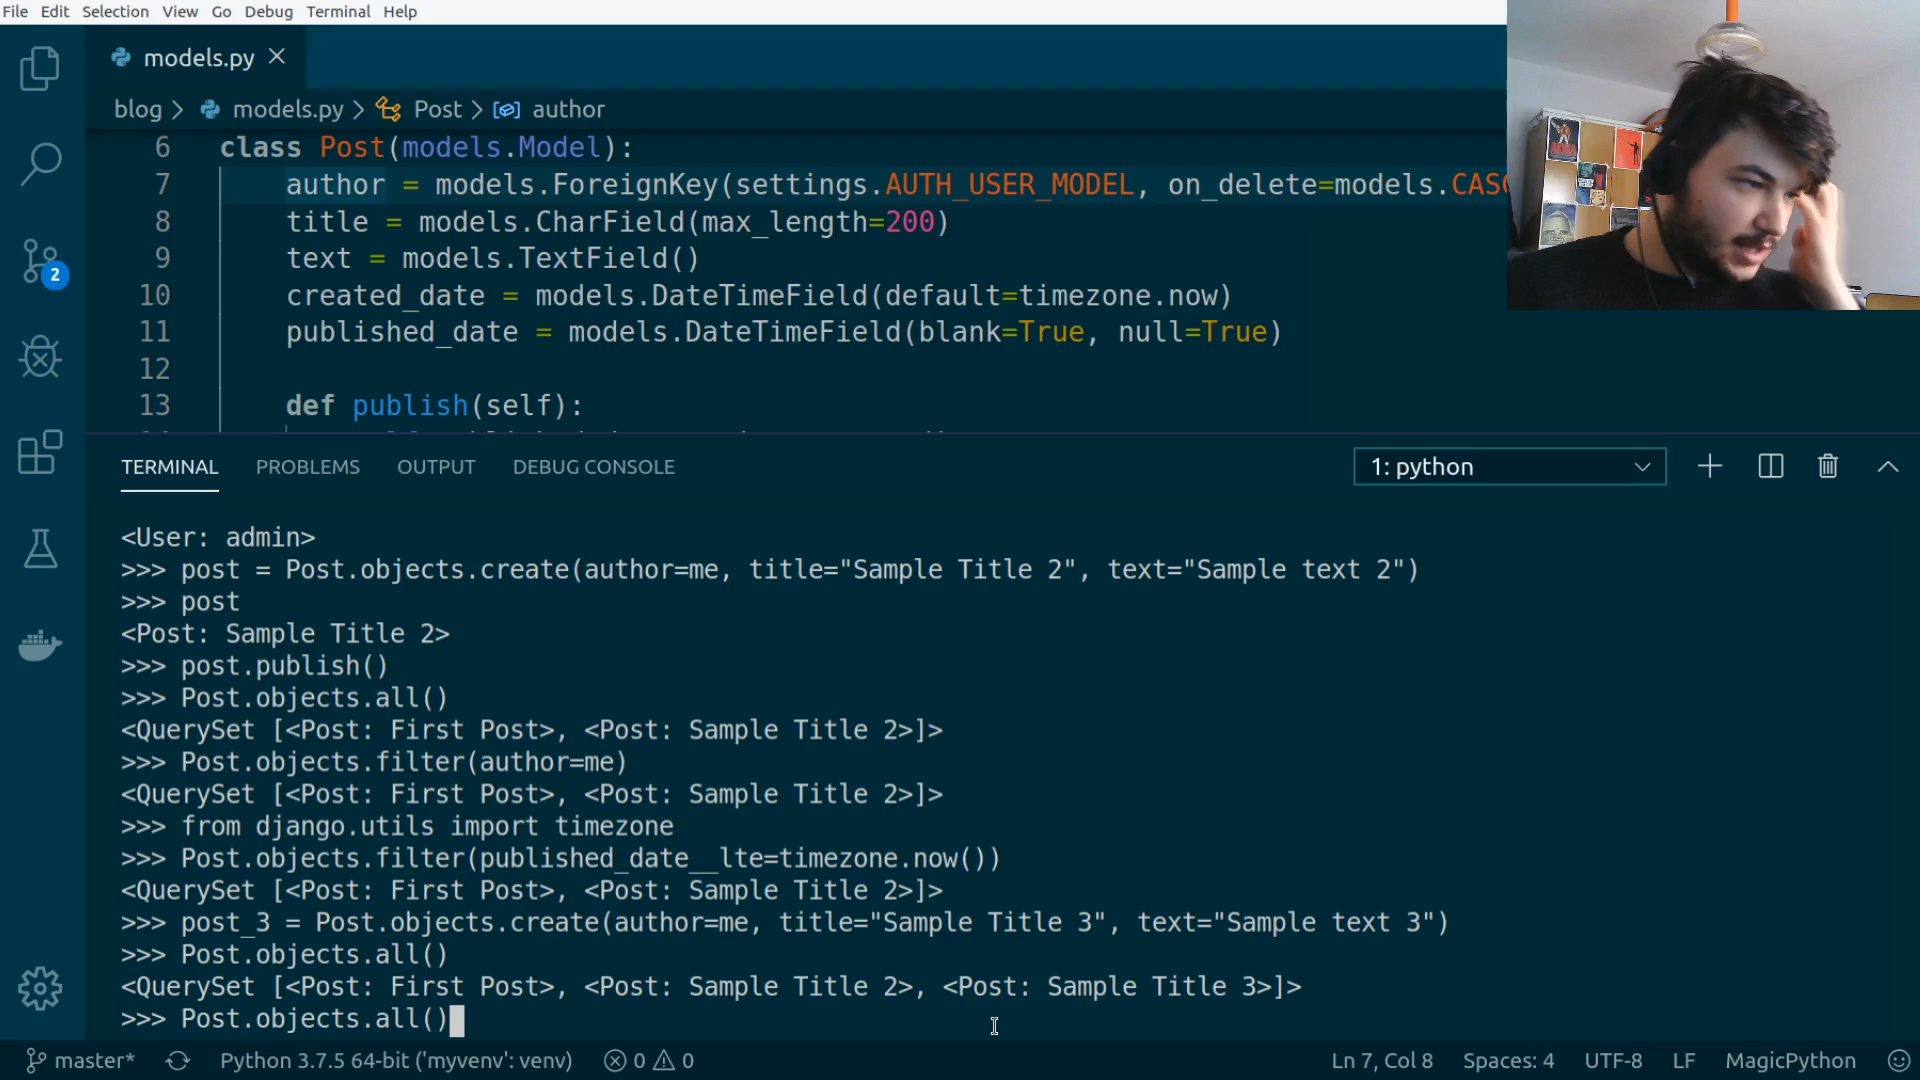 File Edit Selection View Go Debug Terminal Help
models.py
blog > models.py > Post > author
6 class Post(models.Model):
7 author = models.ForeignKey(settings.AUTH_USER_MODEL, on_delete=models.CASC
8 title = models.CharField(max_length=200)
9 text = models.TextField()
10 created_date = models.DateTimeField(default=timezone.now)
11 published_date = models.DateTimeField(blank=True, null=True)
12
13 def publish(self):
2
TERMINAL PROBLEMS OUTPUT DEBUG CONSOLE 1: python
<User: admin>
>>> post = Post.objects.create(author=me, title="Sample Title 2", text="Sample text 2")
>>> post
<Post: Sample Title 2>
>>> post.publish()
>>> Post.objects.all()
<QuerySet [<Post: First Post>, <Post: Sample Title 2>]>
>>> Post.objects.filter(author=me)
<QuerySet [<Post: First Post>, <Post: Sample Title 2>]>
>>> from django.utils import timezone
>>> Post.objects.filter(published_date__lte=timezone.now())
<QuerySet [<Post: First Post>, <Post: Sample Title 2>]>
>>> post_3 = Post.objects.create(author=me, title="Sample Title 3", text="Sample text 3")
>>> Post.objects.all()
<QuerySet [<Post: First Post>, <Post: Sample Title 2>, <Post: Sample Title 3>]>
>>> Post.objects.all()
master* Python 3.7.5 64-bit ('myvenv': venv) 0 0 Ln 7, Col 8 Spaces: 4 UTF-8 LF MagicPython